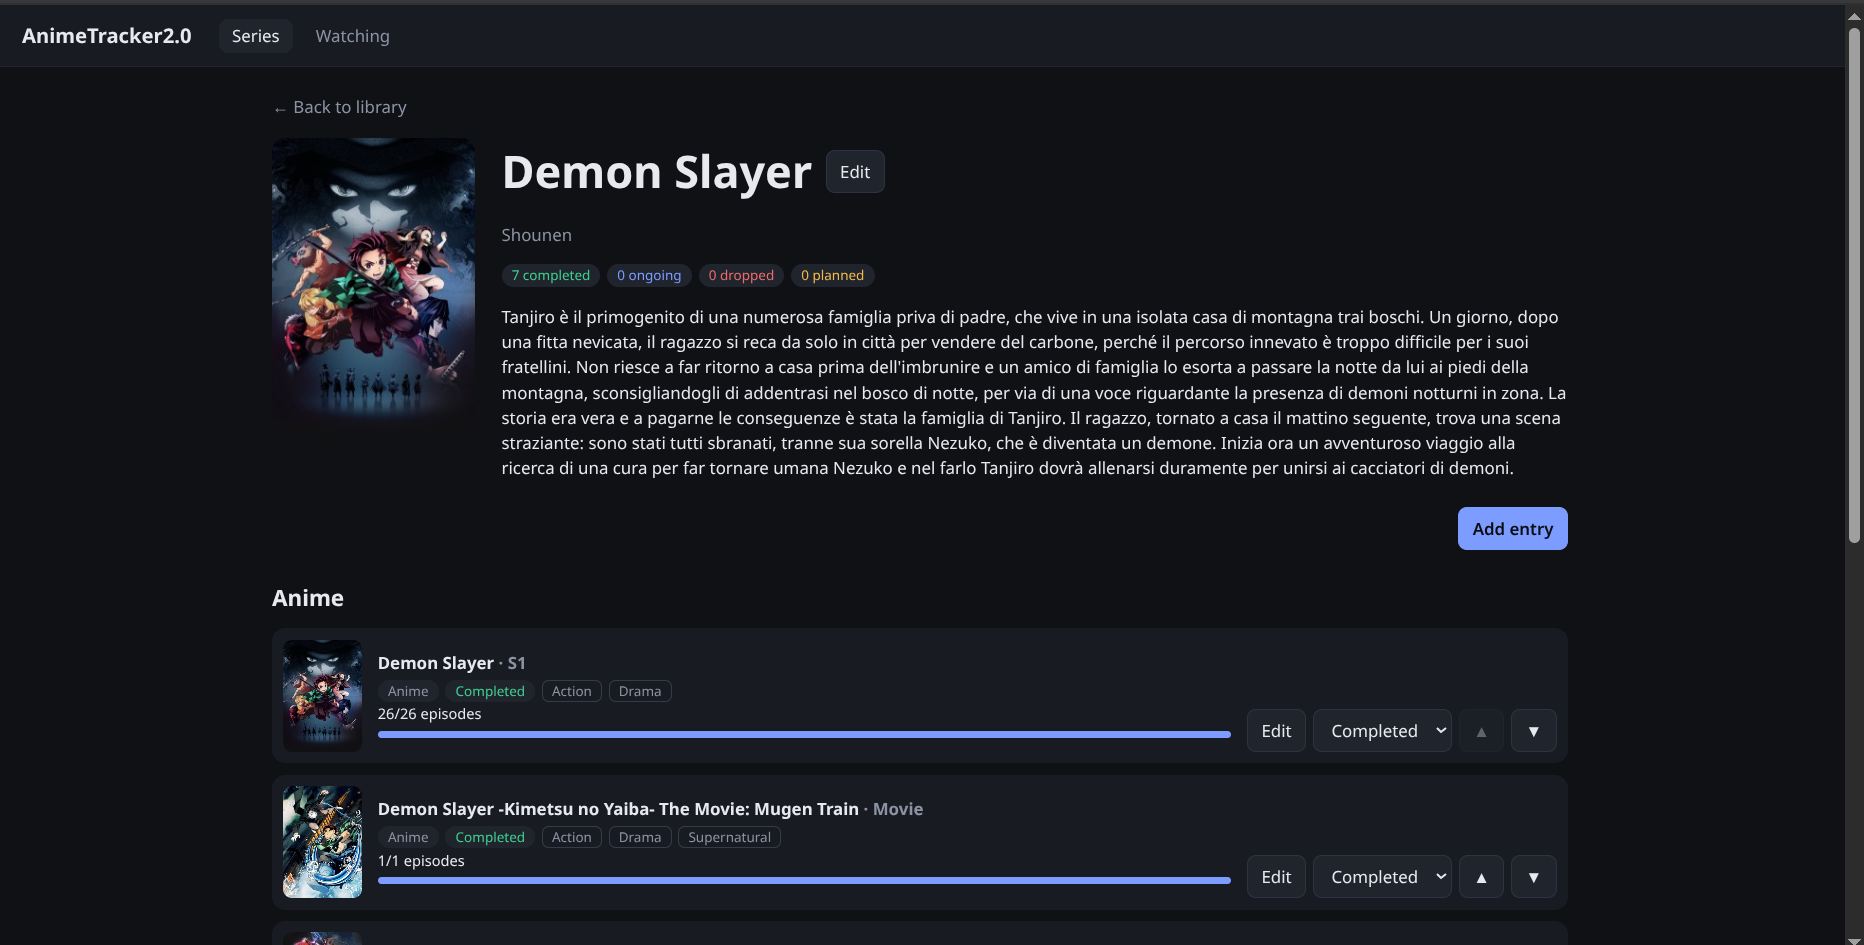 AnimeTracker2.0 Series Watching
← Back to library
Demon Slayer Edit
Shounen
7 completed 0 ongoing 0 dropped 0 planned
Tanjiro è il primogenito di una numerosa famiglia priva di padre, che vive in una isolata casa di montagna trai boschi. Un giorno, dopo
una fitta nevicata, il ragazzo si reca da solo in città per vendere del carbone, perché il percorso innevato è troppo difficile per i suoi
fratellini. Non riesce a far ritorno a casa prima dell'imbrunire e un amico di famiglia lo esorta a passare la notte da lui ai piedi della
montagna, sconsigliandogli di addentrasi nel bosco di notte, per via di una voce riguardante la presenza di demoni notturni in zona. La
storia era vera e a pagarne le conseguenze è stata la famiglia di Tanjiro. Il ragazzo, tornato a casa il mattino seguente, trova una scena
straziante: sono stati tutti sbranati, tranne sua sorella Nezuko, che è diventata un demone. Inizia ora un avventuroso viaggio alla
ricerca di una cura per far tornare umana Nezuko e nel farlo Tanjiro dovrà allenarsi duramente per unirsi ai cacciatori di demoni.
Add entry
Anime
Demon Slayer · S1
Anime Completed Action Drama
26/26 episodes
Edit Completed ▲ ▼
Demon Slayer -Kimetsu no Yaiba- The Movie: Mugen Train · Movie
Anime Completed Action Drama Supernatural
1/1 episodes
Edit Completed ▲ ▼